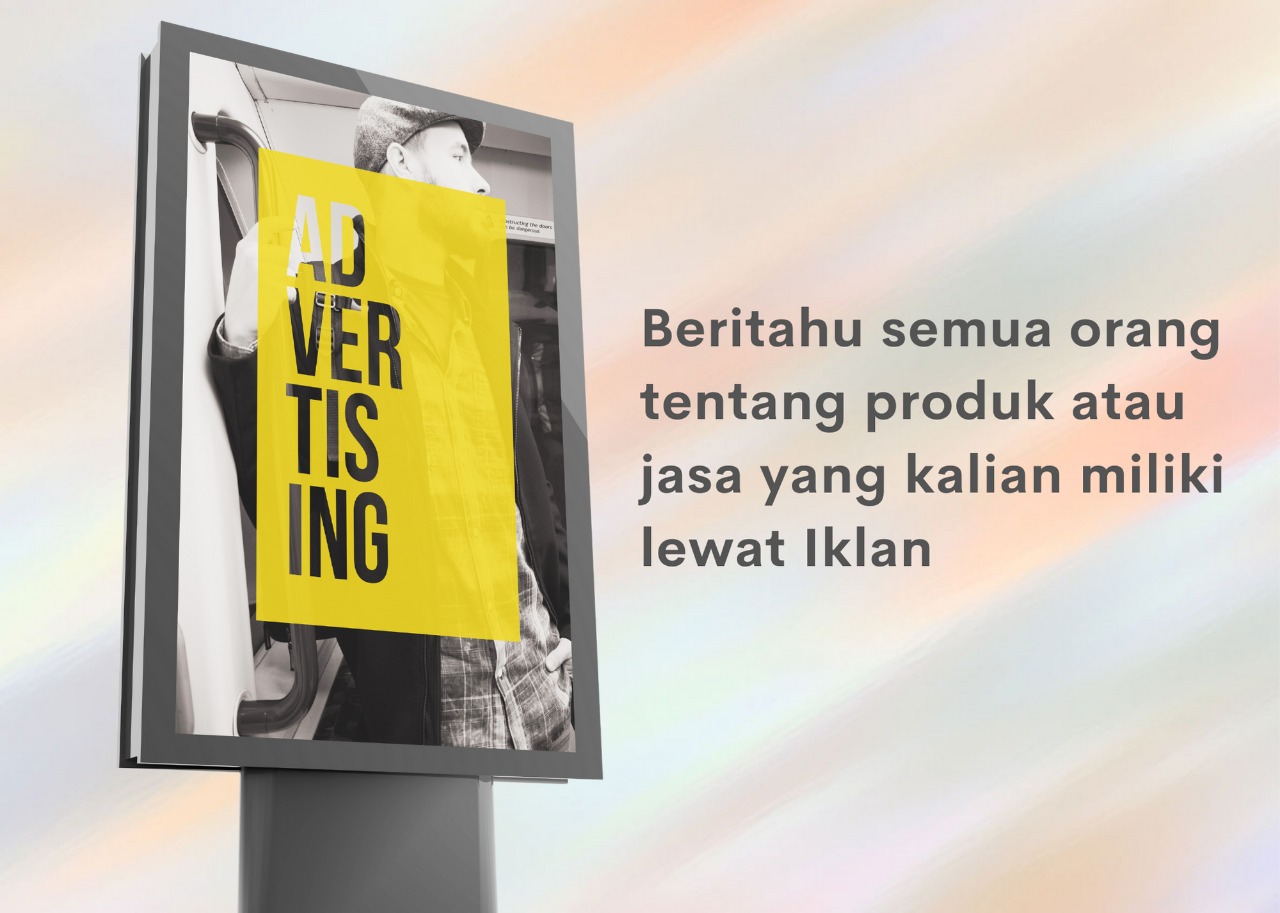 AD
VER
TIS
ING
Beritahu semua orang
tentang produk atau
jasa yang kalian miliki
lewat Iklan